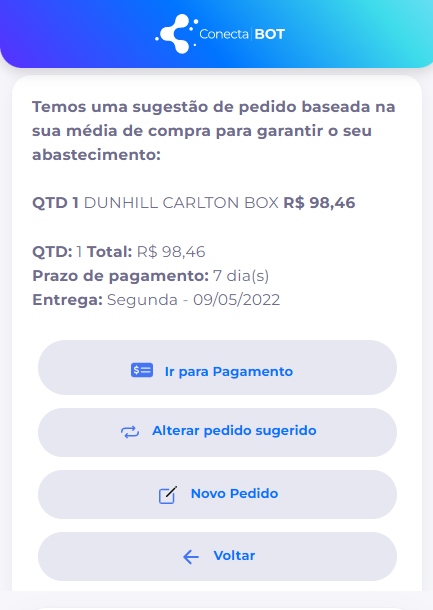 Conecta BOT
Temos uma sugestão de pedido baseada na
sua média de compra para garantir o seu
abastecimento:
QTD 1 DUNHILL CARLTON BOX R$ 98,46
QTD: 1 Total: R$ 98,46
Prazo de pagamento: 7 dia(s)
Entrega: Segunda - 09/05/2022
Ir para Pagamento
Alterar pedido sugerido
Novo Pedido
Voltar